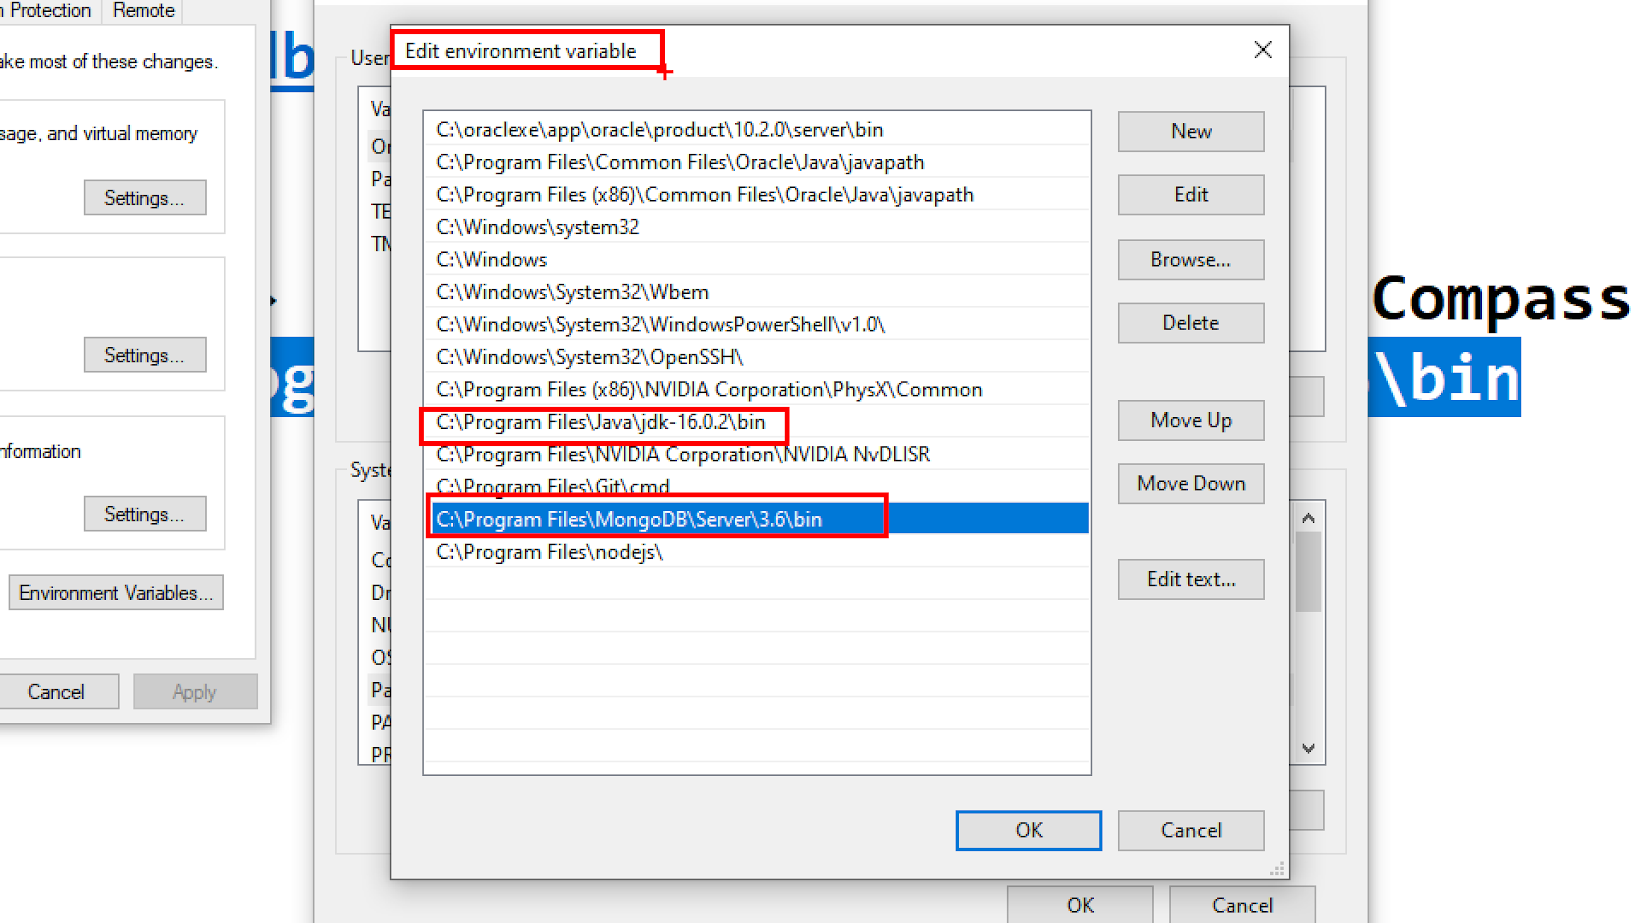 n Protection
Remote
ake most of these changes.
sage, and virtual memory
Settings...
Settings...
nformation
Settings...
Environment Variables...
Cancel
Apply
lb
og
User
Va
Or
Pa
TE
TM
Syste
Va
Co
Dr
NU
OS
Pa
PA
PR
Edit environment variable
C:\oraclexe\app\oracle\product\10.2.0\server\bin
C:\Program Files\Common Files\Oracle\Java\javapath
C:\Program Files (x86)\Common Files\Oracle\Java\javapath
C:\Windows\system32
C:\Windows
C:\Windows\System32\Wbem
C:\Windows\System32\WindowsPowerShell\v1.0\
C:\Windows\System32\OpenSSH\
C:\Program Files (x86)\NVIDIA Corporation\PhysX\Common
C:\Program Files\Java\jdk-16.0.2\bin
C:\Program Files\NVIDIA Corporation\NVIDIA NvDLISR
C:\Program Files\Git\cmd
C:\Program Files\MongoDB\Server\3.6\bin
C:\Program Files\nodejs\
New
Edit
Browse...
Delete
Move Up
Move Down
Edit text...
OK
Cancel
OK
Cancel
Compass
\bin